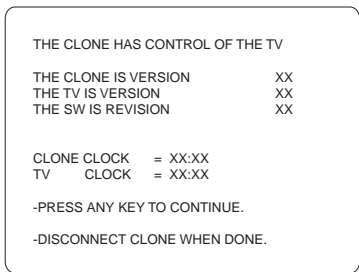 THE CLONE HAS CONTROL OF THE TV
THE CLONE IS VERSION XX
THE TV IS VERSION XX
THE SW IS REVISION XX
CLONE CLOCK = XX:XX
TV CLOCK = XX:XX
-PRESS ANY KEY TO CONTINUE.
-DISCONNECT CLONE WHEN DONE.